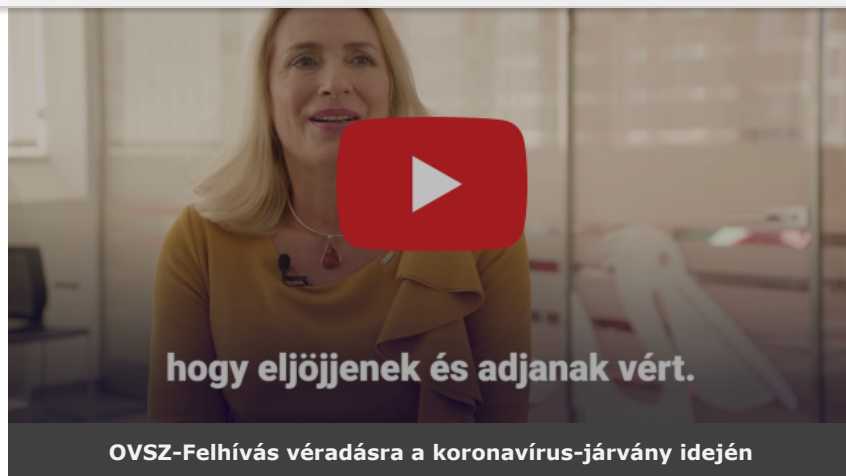 hogy eljöjjenek és adjanak vért.
OVSZ-Felhívás véradásra a koronavírus-járvány idején